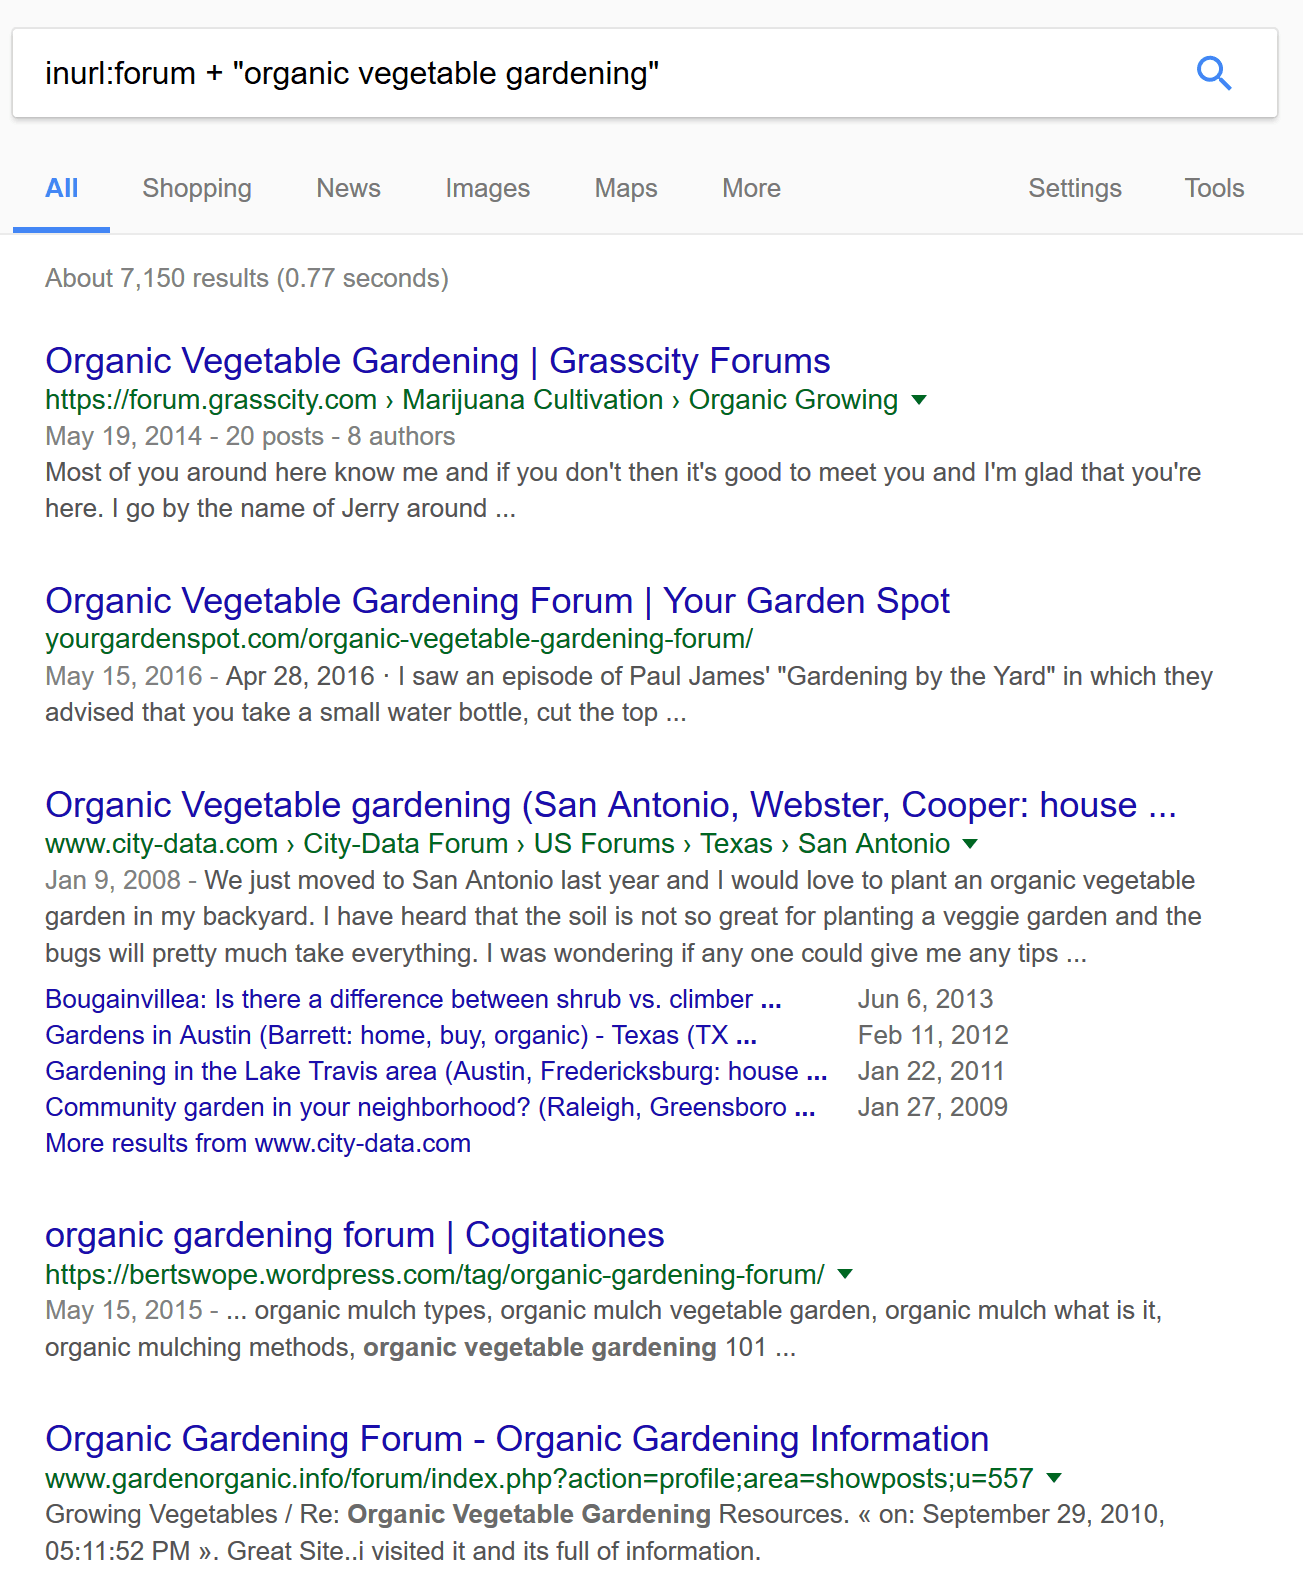 inurl:forum + "organic vegetable gardening"
All Shopping News Images Maps More Settings Tools
About 7,150 results (0.77 seconds)
Organic Vegetable Gardening | Grasscity Forums
https://forum.grasscity.com › Marijuana Cultivation › Organic Growing
May 19, 2014 - 20 posts - 8 authors
Most of you around here know me and if you don't then it's good to meet you and I'm glad that you're
here. I go by the name of Jerry around ...
Organic Vegetable Gardening Forum | Your Garden Spot
yourgardenspot.com/organic-vegetable-gardening-forum/
May 15, 2016 - Apr 28, 2016 · I saw an episode of Paul James' "Gardening by the Yard" in which they
advised that you take a small water bottle, cut the top ...
Organic Vegetable gardening (San Antonio, Webster, Cooper: house ...
www.city-data.com › City-Data Forum › US Forums › Texas › San Antonio
Jan 9, 2008 - We just moved to San Antonio last year and I would love to plant an organic vegetable
garden in my backyard. I have heard that the soil is not so great for planting a veggie garden and the
bugs will pretty much take everything. I was wondering if any one could give me any tips ...
Bougainvillea: Is there a difference between shrub vs. climber ... Jun 6, 2013
Gardens in Austin (Barrett: home, buy, organic) - Texas (TX ... Feb 11, 2012
Gardening in the Lake Travis area (Austin, Fredericksburg: house ... Jan 22, 2011
Community garden in your neighborhood? (Raleigh, Greensboro ... Jan 27, 2009
More results from www.city-data.com
organic gardening forum | Cogitationes
https://bertswope.wordpress.com/tag/organic-gardening-forum/
May 15, 2015 - ... organic mulch types, organic mulch vegetable garden, organic mulch what is it,
organic mulching methods, organic vegetable gardening 101 ...
Organic Gardening Forum - Organic Gardening Information
www.gardenorganic.info/forum/index.php?action=profile;area=showposts;u=557
Growing Vegetables / Re: Organic Vegetable Gardening Resources. « on: September 29, 2010,
05:11:52 PM ». Great Site..i visited it and its full of information.